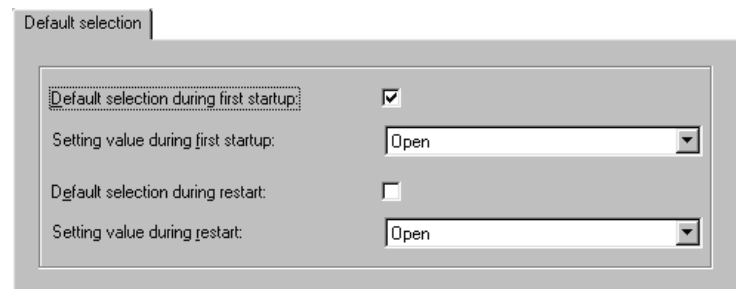 Default selection
Default selection during first startup:
Setting value during first startup:
Open
Default selection during restart:
Setting value during restart:
Open